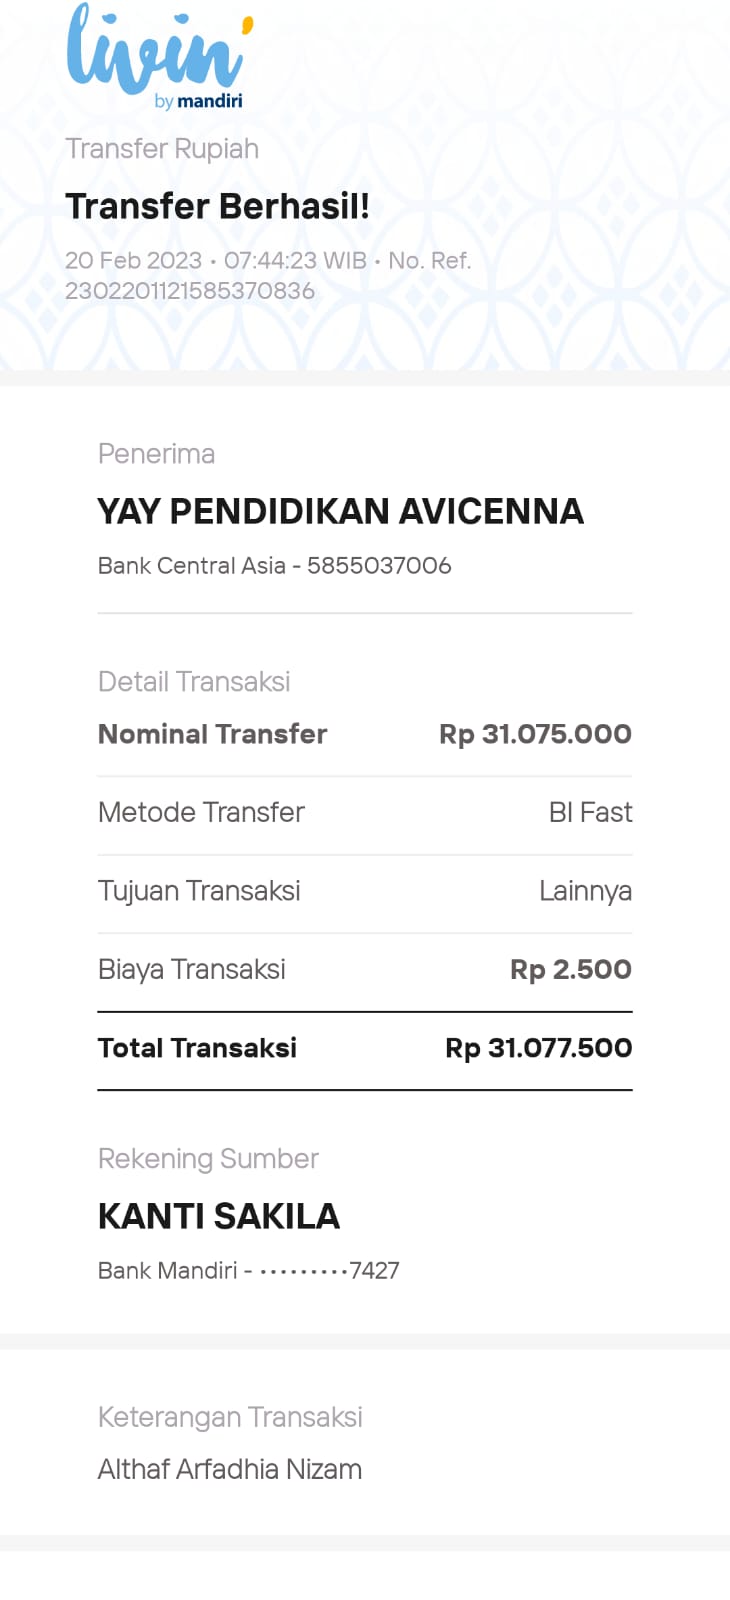 livin'
by mandiri
Transfer Rupiah
Transfer Berhasil!
20 Feb 2023 • 07:44:23 WIB • No. Ref.
2302201121585370836
Penerima
YAY PENDIDIKAN AVICENNA
Bank Central Asia - 5855037006
Detail Transaksi
Nominal Transfer Rp 31.075.000
Metode Transfer BI Fast
Tujuan Transaksi Lainnya
Biaya Transaksi Rp 2.500
Total Transaksi Rp 31.077.500
Rekening Sumber
KANTI SAKILA
Bank Mandiri - •••••••••7427
Keterangan Transaksi
Althaf Arfadhia Nizam